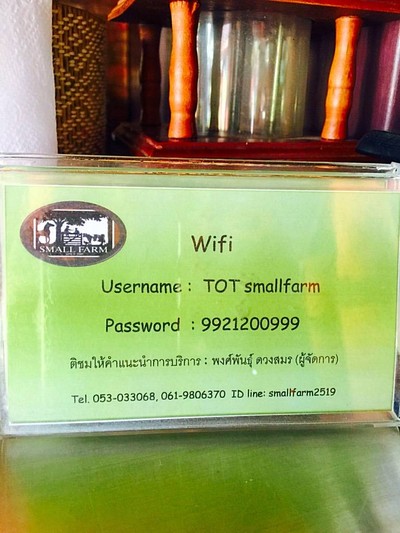 SMALL FARM
Wifi
Username : TOT smallfarm
Password : 9921200999
ติชมให้คำแนะนำการบริการ : พงศ์พันธุ์ ดวงสมร (ผู้จัดการ)
Tel. 053-033068, 061-9806370 ID line: smallfarm2519